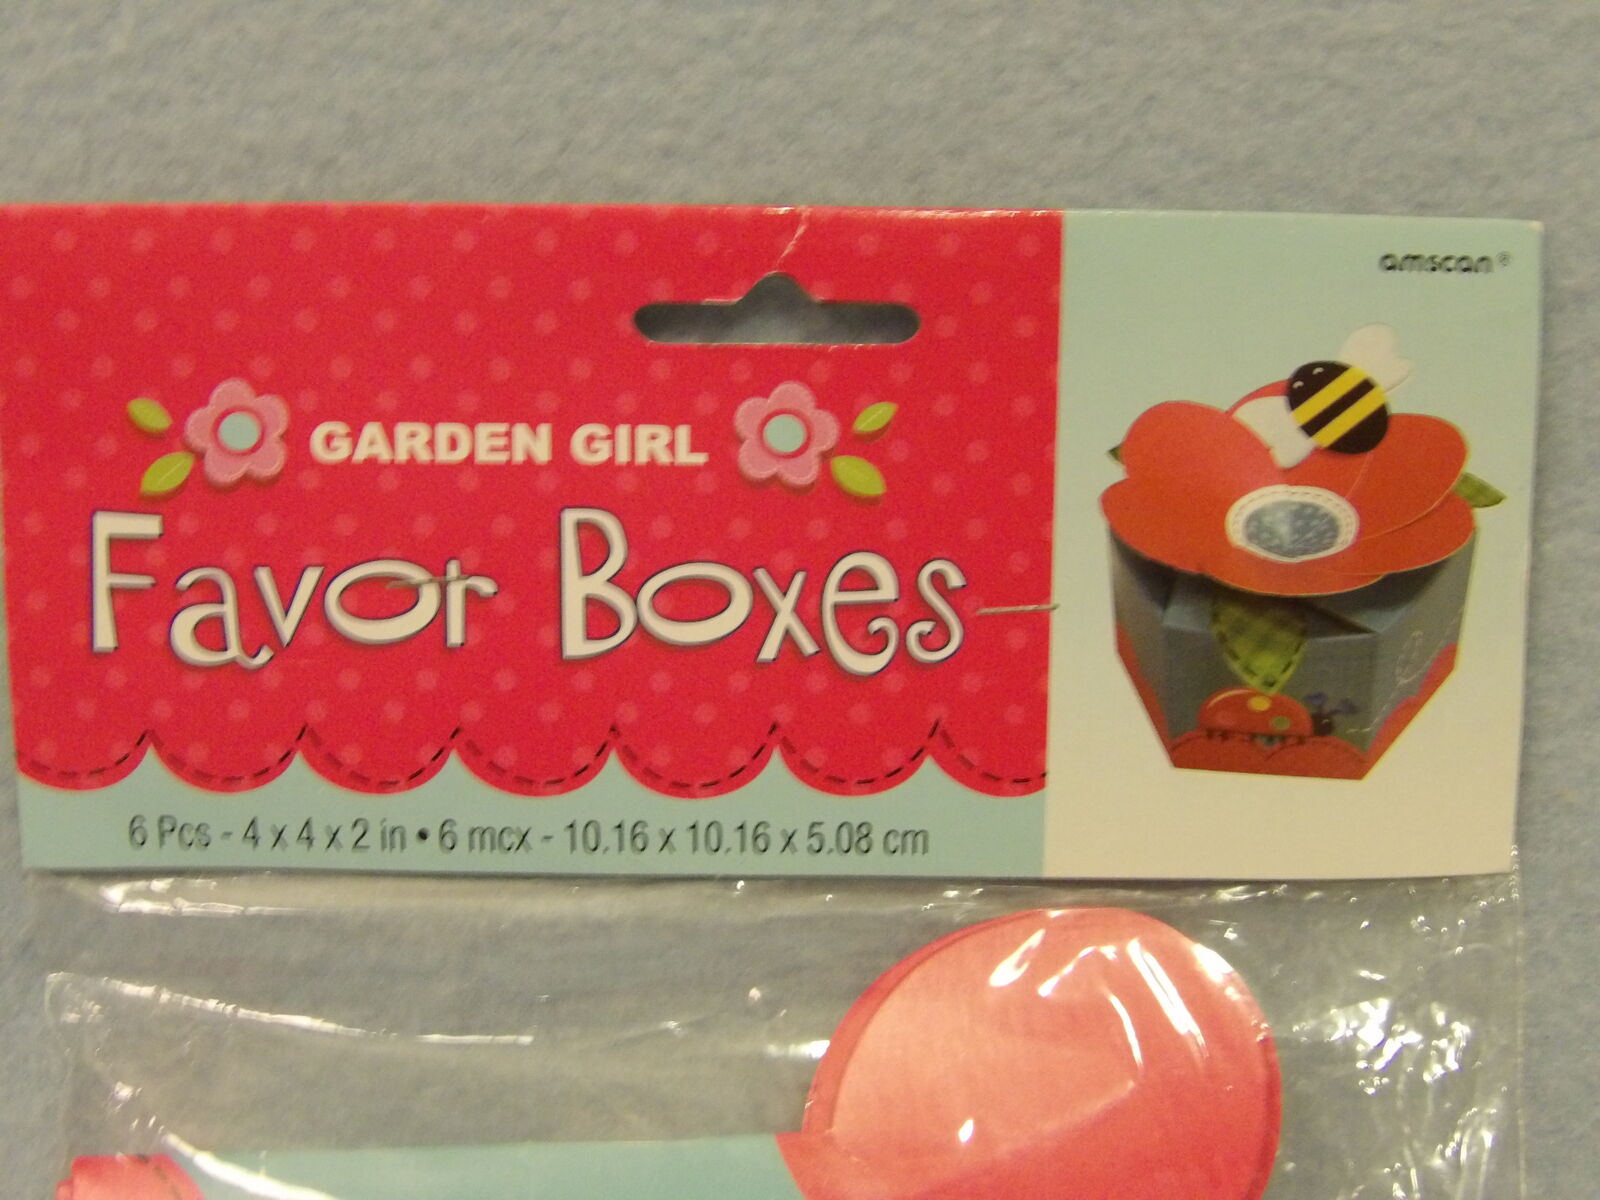 amscan®
GARDEN GIRL
Favor Boxes
6 Pcs - 4 x 4 x 2 in • 6 mcx - 10.16 x 10.16 x 5.08 cm